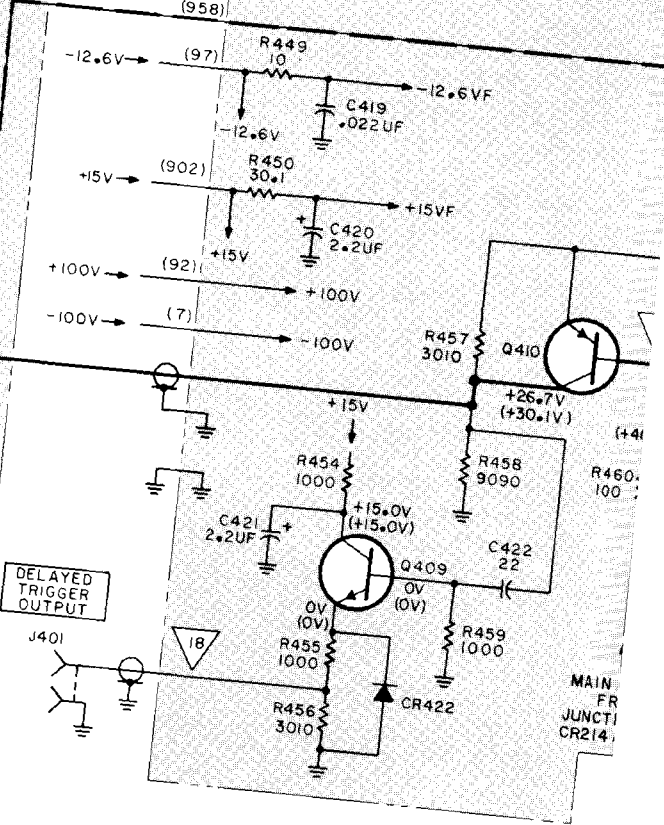 (958)
R449
10
-12.6V
(97)
-12.6VF
C419
.022UF
-12.6V
R450
30.1
+15V
(902)
+15VF
+
C420
2.2UF
+15V
+100V
(92)
+100V
-100V
(7)
-100V
R457
3010
Q410
+26.7V
(+30.1V)
+15V
R454
1000
R458
9090
R460
100
+15.0V
(+15.0V)
C421
2.2UF
+
C422
22
Q409
0V
(0V)
DELAYED
TRIGGER
OUTPUT
J401
18
0V
(0V)
R455
1000
R459
1000
R456
3010
CR422
MAIN
FR
JUNCTI
CR214